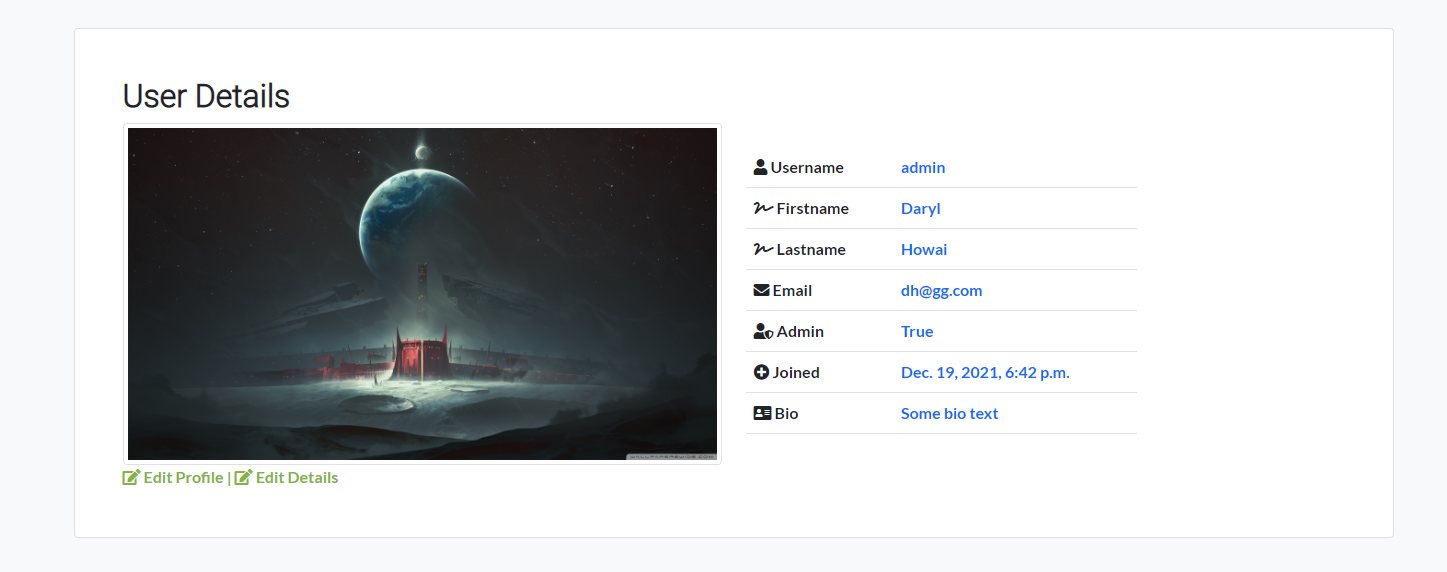 User Details
Username admin
Firstname Daryl
Lastname Howai
Email dh@gg.com
Admin True
Joined Dec. 19, 2021, 6:42 p.m.
Bio Some bio text
Edit Profile | Edit Details